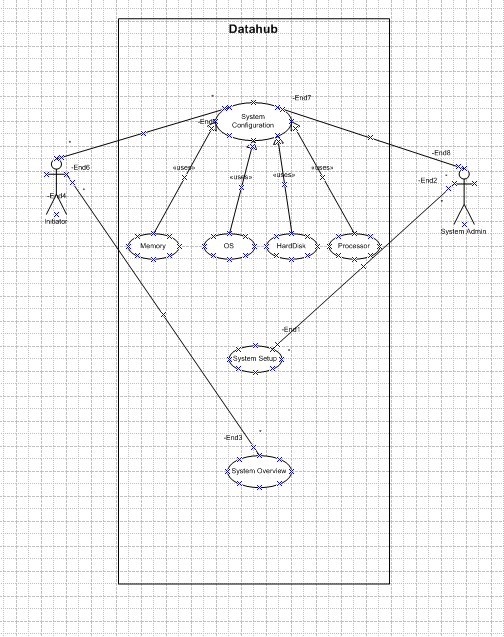 Datahub
*
-End7
System
Configuration
-End5
*
-End8
«uses»
«uses»
«uses»
«uses»
-End6
*
-End4
Initiator
-End2
*
*
System Admin
Memory
OS
HardDisk
Processor
-End1
*
System Setup
*
-End3
System Overview